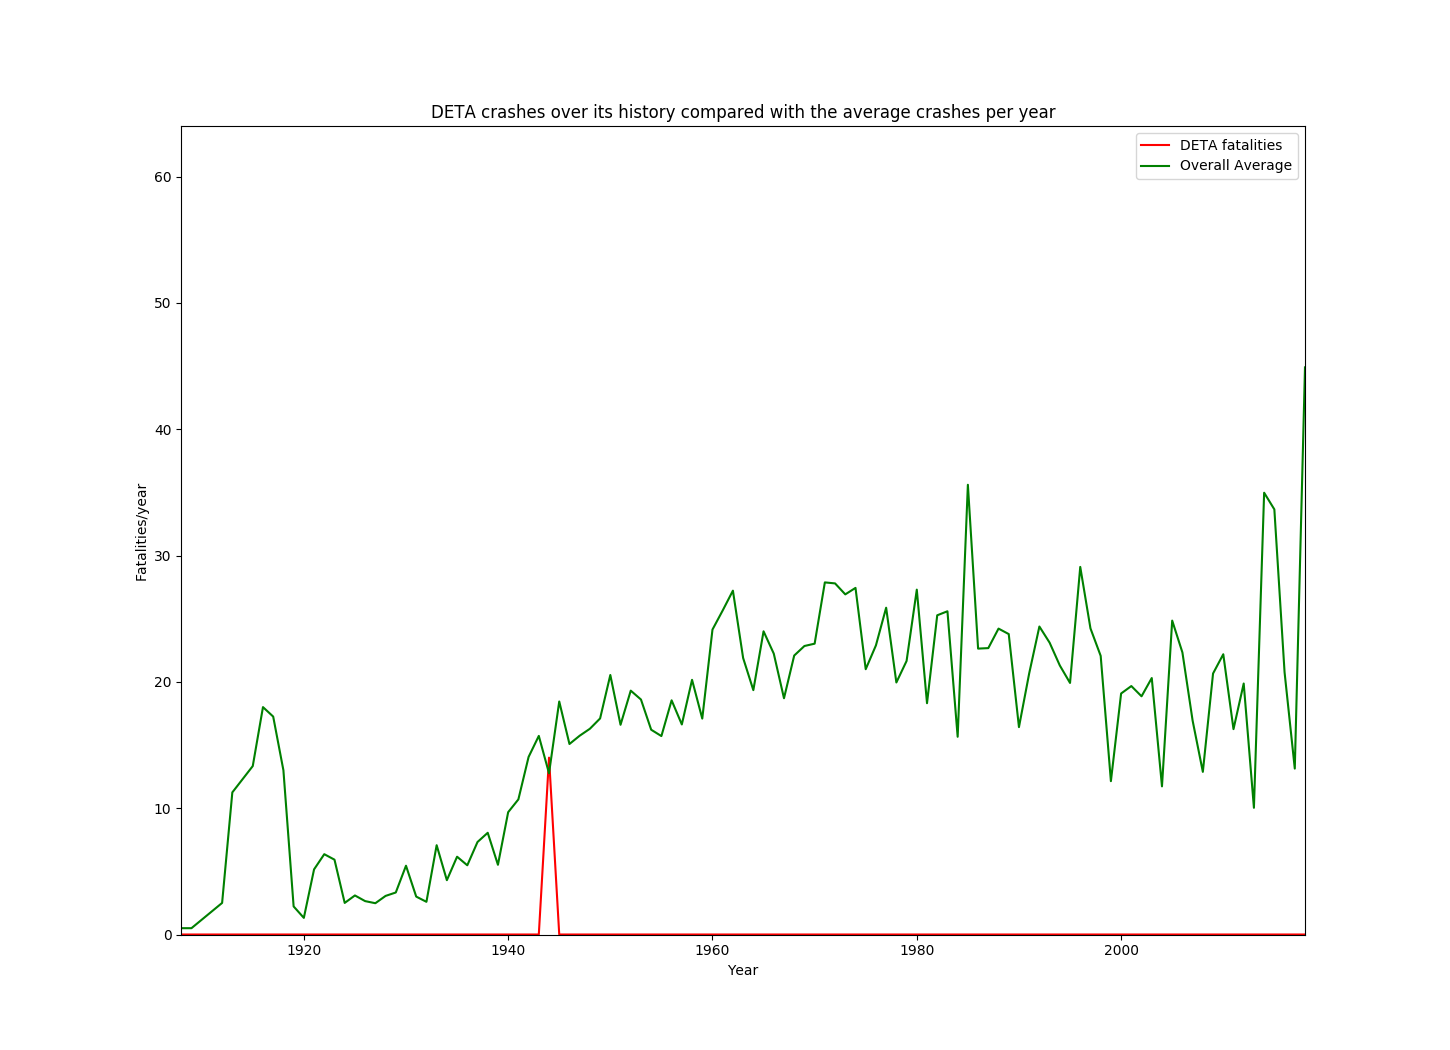 DETA crashes over its history compared with the average crashes per year
DETA fatalities
Overall Average
60
50
40
30
20
10
0
Fatalities/year
1920 1940 1960 1980 2000
Year